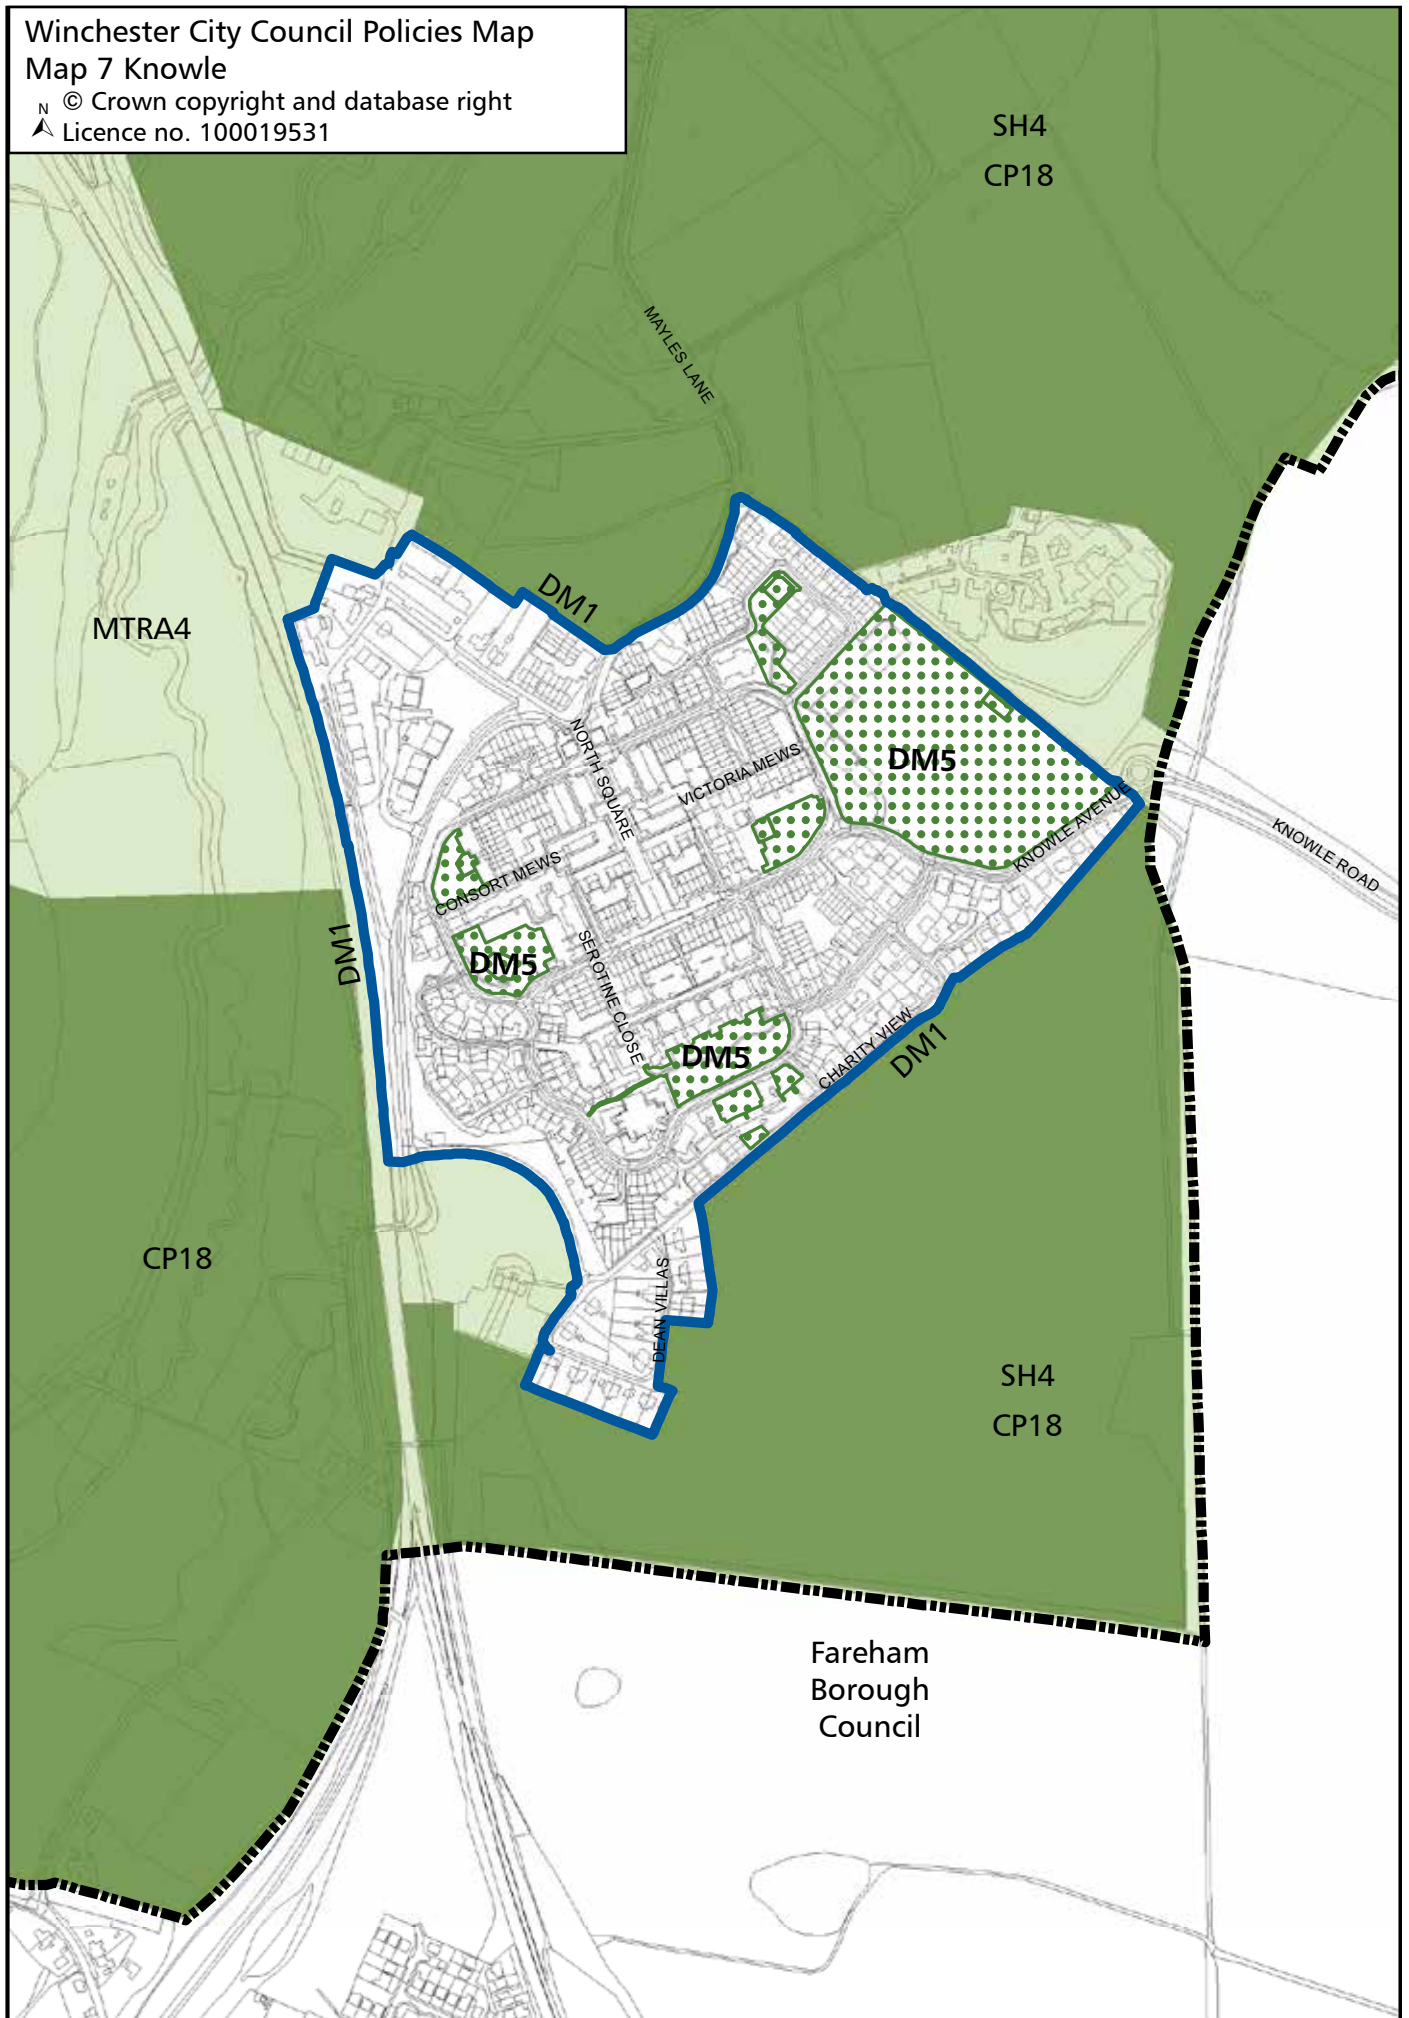 Winchester City Council Policies Map
Map 7 Knowle
N
© Crown copyright and database right
Licence no. 100019531
SH4
CP18
MAYLES LANE
DM1
MTRA4
NORTH SQUARE
VICTORIA MEWS
DM5
KNOWLE AVENUE
KNOWLE ROAD
CONSORT MEWS
DM1
DM5
SEROTINE CLOSE
DM5
CHARITY VIEW
DM1
CP18
DEAN VILLAS
SH4
CP18
Fareham
Borough
Council